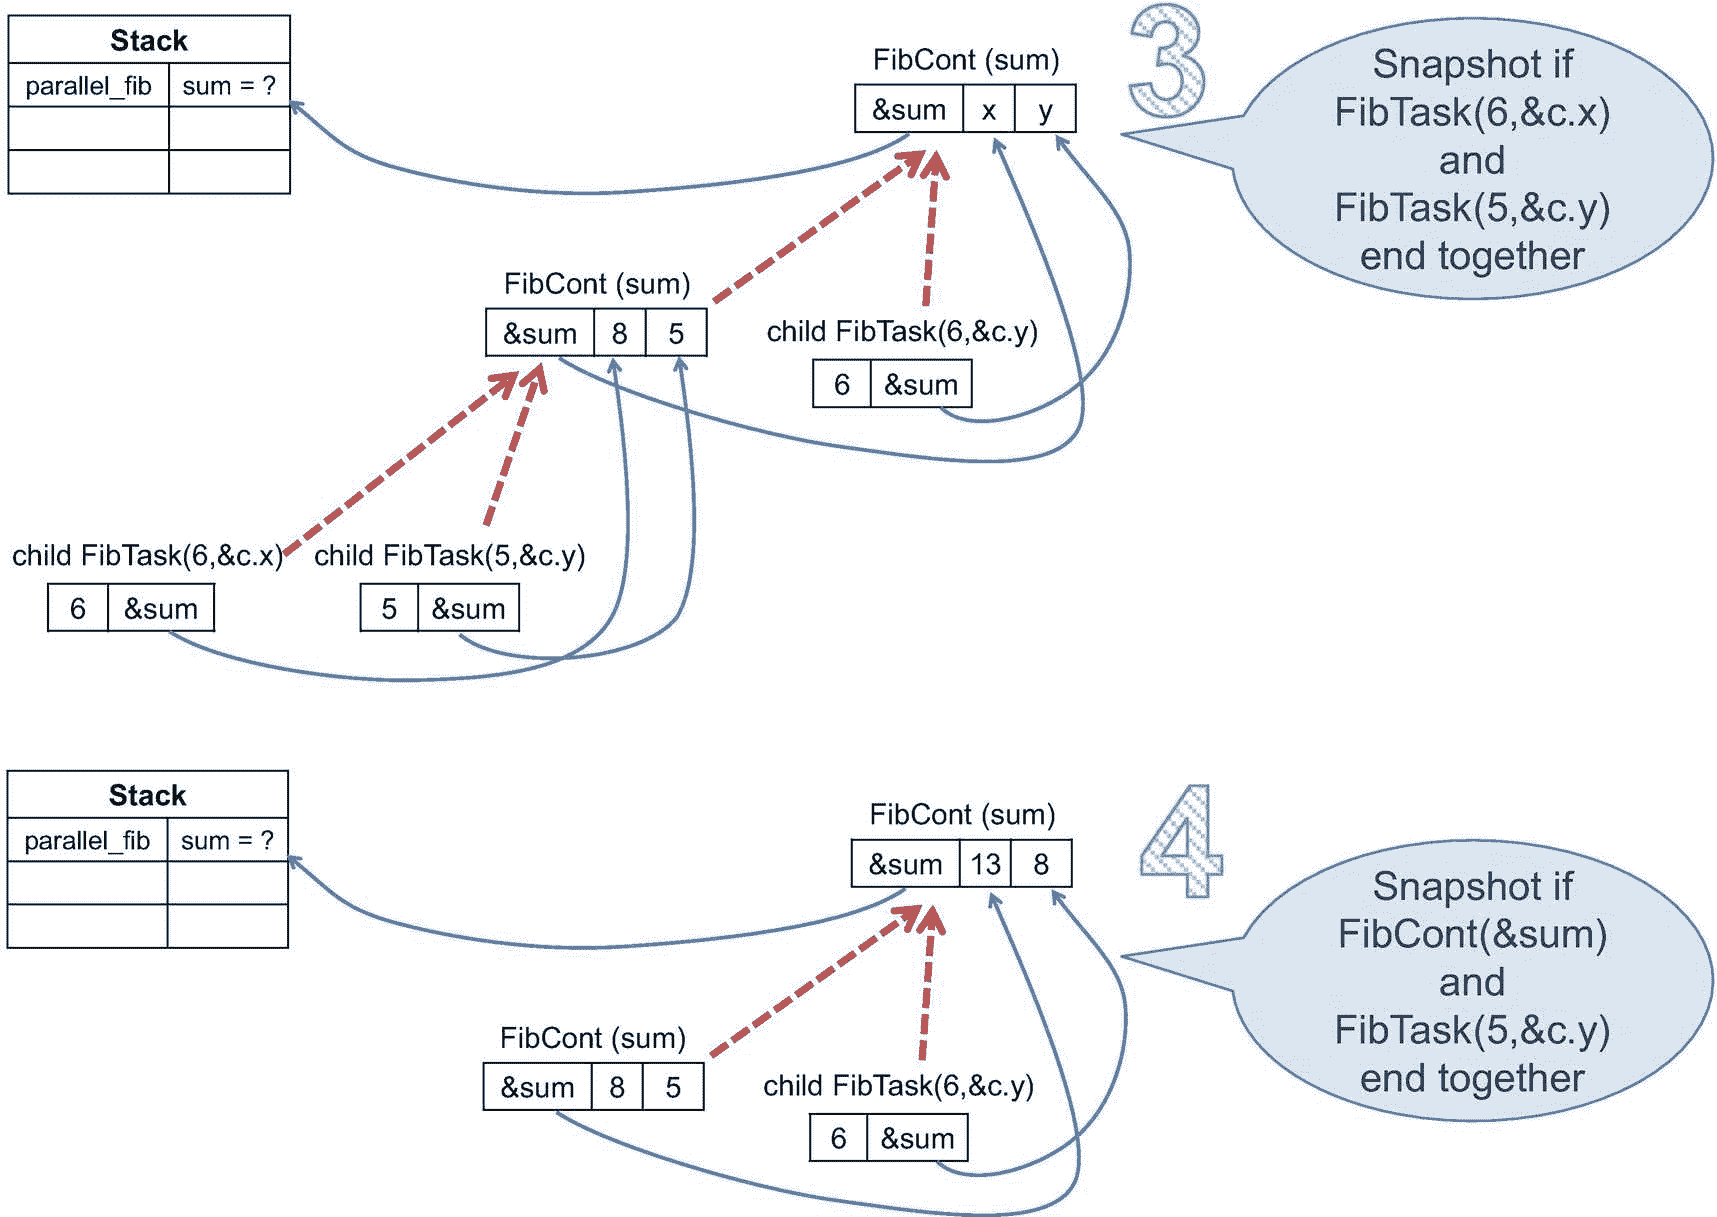 Stack
parallel_fib sum = ?
FibCont (sum)
&sum x y
3
Snapshot if
FibTask(6,&c.x)
and
FibTask(5,&c.y)
end together
FibCont (sum)
&sum 8 5
child FibTask(6,&c.y)
6 &sum
child FibTask(6,&c.x) child FibTask(5,&c.y)
6 &sum 5 &sum
Stack
parallel_fib sum = ?
FibCont (sum)
&sum 13 8
4
Snapshot if
FibCont(&sum)
and
FibTask(5,&c.y)
end together
FibCont (sum)
&sum 8 5
child FibTask(6,&c.y)
6 &sum